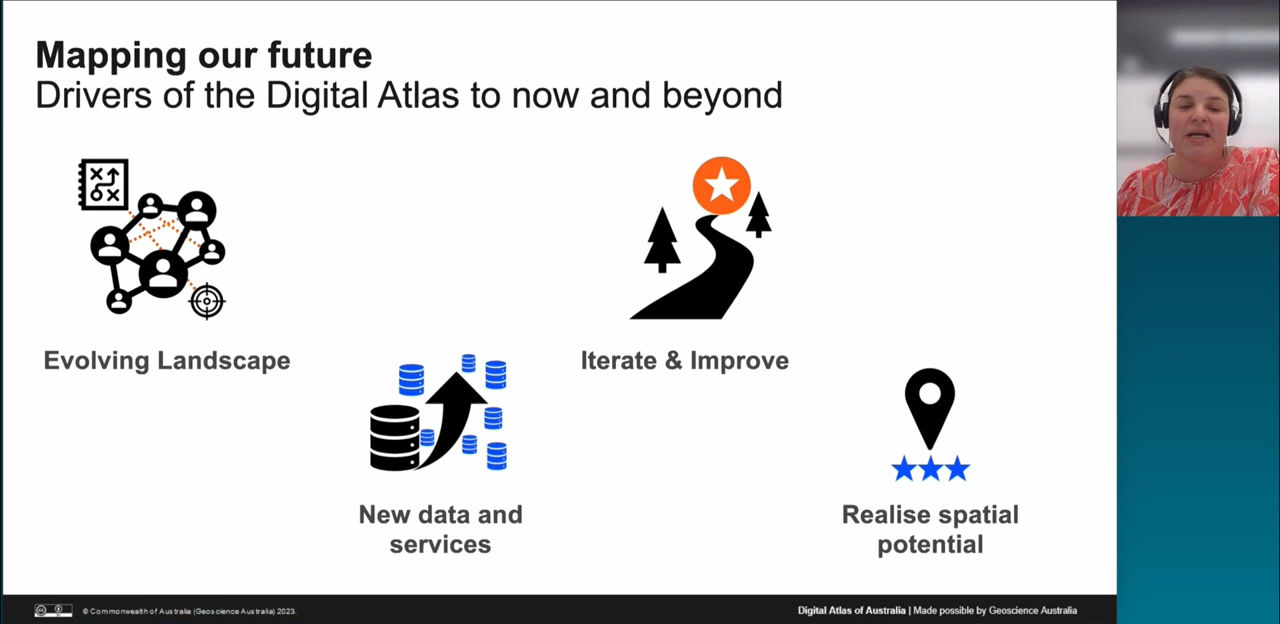 Mapping our future
Drivers of the Digital Atlas to now and beyond
Evolving Landscape
New data and
services
Iterate & Improve
Realise spatial
potential
© Commonwealth of Australia (Geoscience Australia) 2023.
Digital Atlas of Australia | Made possible by Geoscience Australia